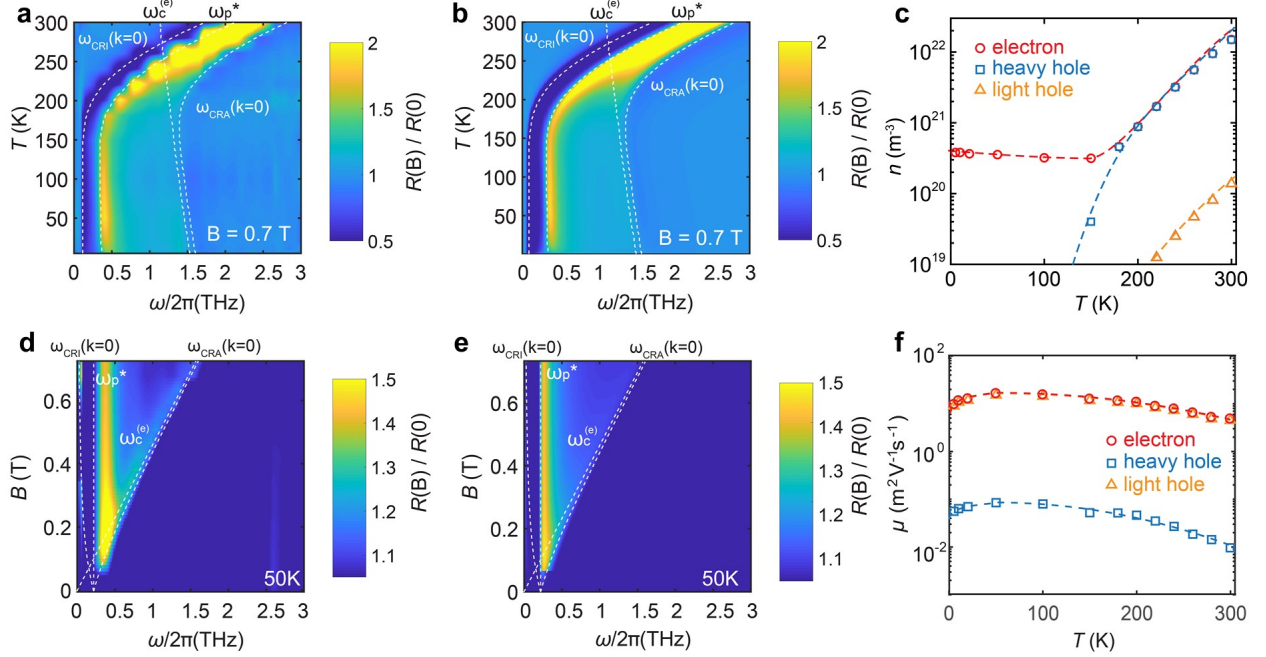 a
ωc(e)
ωp*
ωCRI(k=0)
ωCRA(k=0)
B = 0.7 T
T (K)
300
250
200
150
100
50
0
0.5
1
1.5
2
2.5
3
ω/2π(THz)
2
1.5
1
0.5
R(B) / R(0)
b
ωc(e)
ωp*
ωCRI(k=0)
ωCRA(k=0)
B = 0.7 T
T (K)
300
250
200
150
100
50
0
0.5
1
1.5
2
2.5
3
ω/2π(THz)
2
1.5
1
0.5
R(B) / R(0)
c
electron
heavy hole
light hole
n (m-3)
10^22
10^21
10^20
10^19
0
100
200
300
T (K)
d
ωCRI(k=0)
ωCRA(k=0)
ωp*
ωc(e)
50K
B (T)
0.6
0.4
0.2
0
0
0.5
1
1.5
2
2.5
3
ω/2π(THz)
1.5
1.4
1.3
1.2
1.1
R(B) / R(0)
e
ωCRI(k=0)
ωCRA(k=0)
ωp*
ωc(e)
50K
B (T)
0.6
0.4
0.2
0
0
0.5
1
1.5
2
2.5
3
ω/2π(THz)
1.5
1.4
1.3
1.2
1.1
R(B) / R(0)
f
electron
heavy hole
light hole
μ (m2V-1s-1)
10^2
10^0
10^-2
0
100
200
300
T (K)